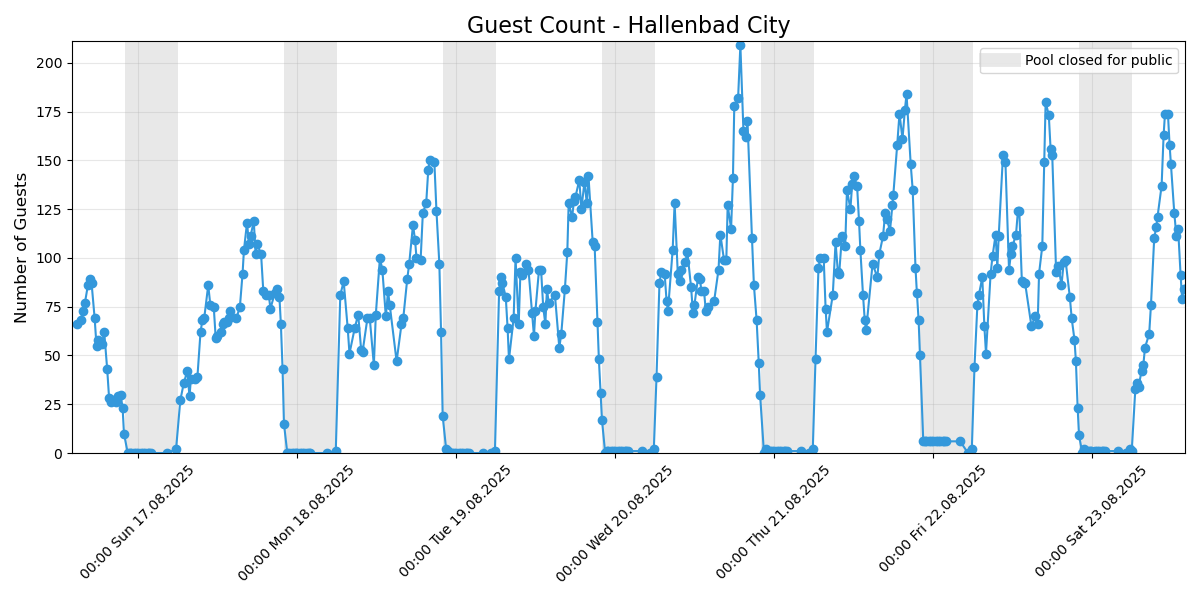 Guest Count - Hallenbad City
Pool closed for public
Number of Guests
200
175
150
125
100
75
50
25
0
00:00 Sun 17.08.2025
00:00 Mon 18.08.2025
00:00 Tue 19.08.2025
00:00 Wed 20.08.2025
00:00 Thu 21.08.2025
00:00 Fri 22.08.2025
00:00 Sat 23.08.2025